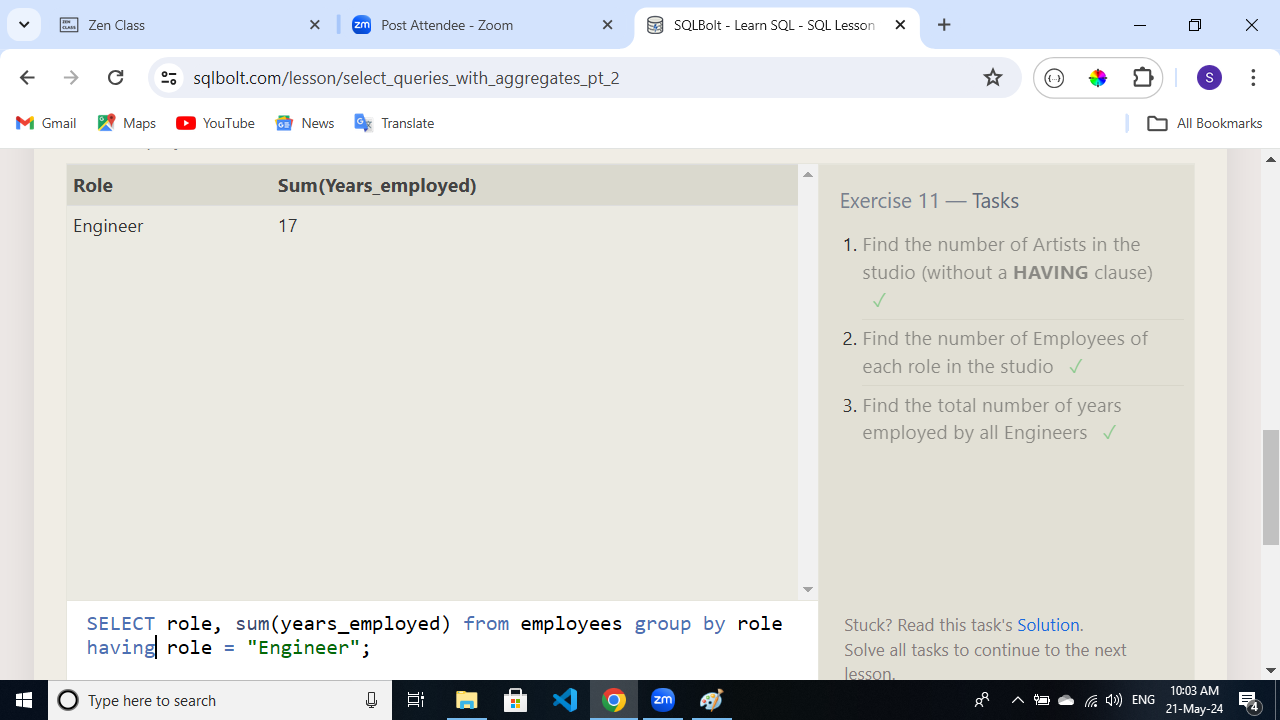 Zen Class
Post Attendee - Zoom
SQLBolt - Learn SQL - SQL Lesson
sqlbolt.com/lesson/select_queries_with_aggregates_pt_2
S
Gmail
Maps
YouTube
News
Translate
All Bookmarks
Role Sum(Years_employed)
Engineer 17
Exercise 11 — Tasks
1. Find the number of Artists in the
studio (without a HAVING clause)
✓
2. Find the number of Employees of
each role in the studio ✓
3. Find the total number of years
employed by all Engineers ✓
SELECT role, sum(years_employed) from employees group by role
having role = "Engineer";
Stuck? Read this task's Solution.
Solve all tasks to continue to the next
lesson.
Type here to search
zm
ENG
10:03 AM
21-May-24
4